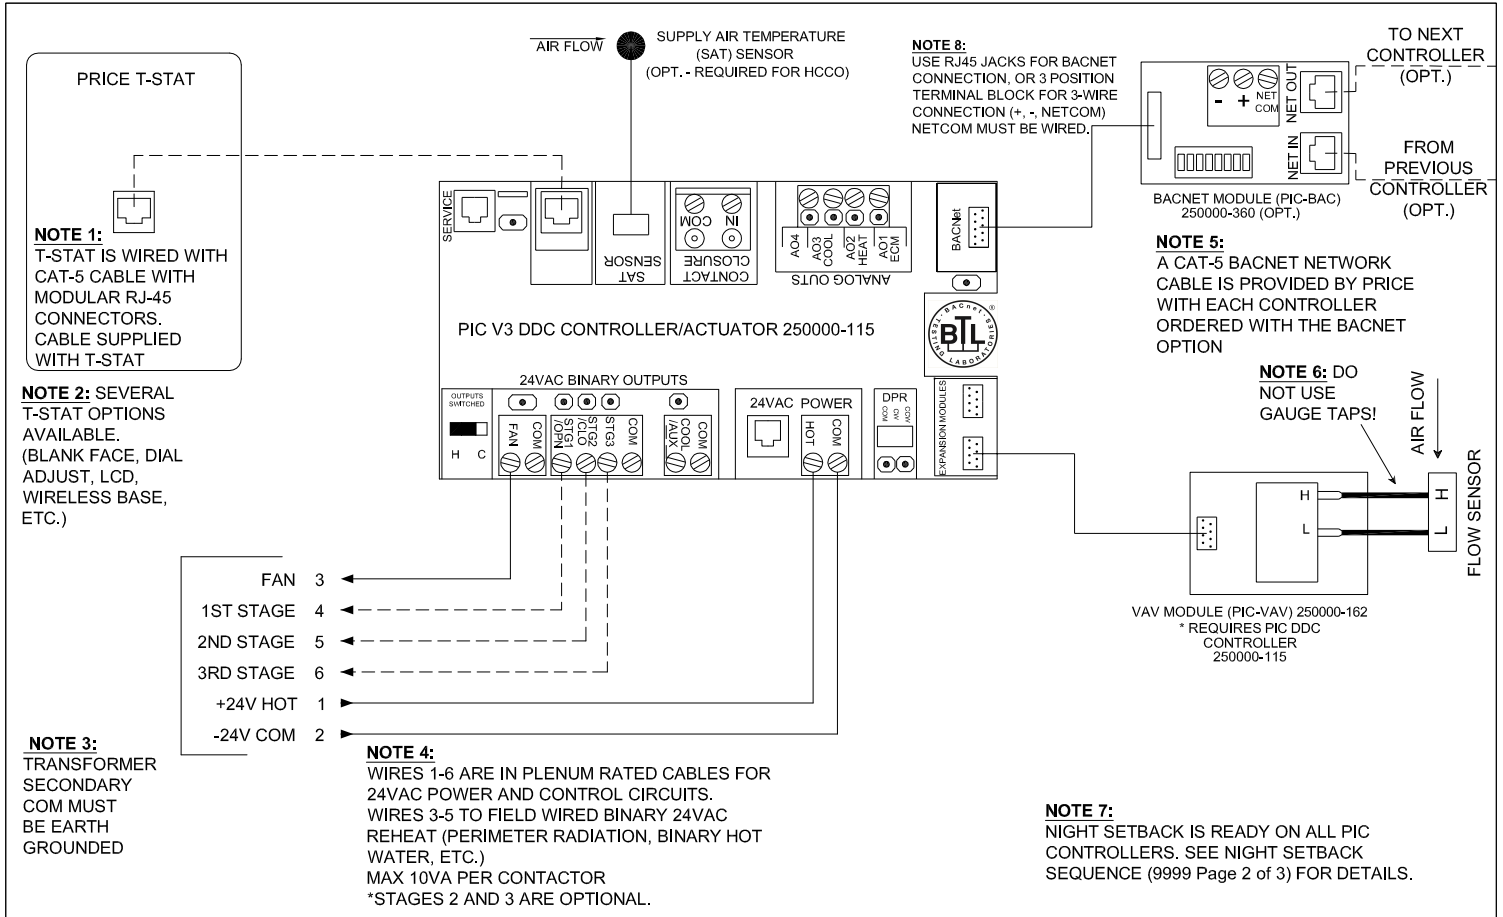 AIR FLOW
SUPPLY AIR TEMPERATURE
(SAT) SENSOR
(OPT. - REQUIRED FOR HCCO)
PRICE T-STAT
NOTE 1:
T-STAT IS WIRED WITH
CAT-5 CABLE WITH
MODULAR RJ-45
CONNECTORS.
CABLE SUPPLIED
WITH T-STAT
NOTE 2: SEVERAL
T-STAT OPTIONS
AVAILABLE.
(BLANK FACE, DIAL
ADJUST, LCD,
WIRELESS BASE,
ETC.)
NOTE 8:
USE RJ45 JACKS FOR BACNET
CONNECTION, OR 3 POSITION
TERMINAL BLOCK FOR 3-WIRE
CONNECTION (+, -, NETCOM)
NETCOM MUST BE WIRED.
- +
NET
COM
NET OUT
NET IN
TO NEXT
CONTROLLER
(OPT.)
FROM
PREVIOUS
CONTROLLER
(OPT.)
BACNET MODULE (PIC-BAC)
250000-360 (OPT.)
NOTE 5:
A CAT-5 BACNET NETWORK
CABLE IS PROVIDED BY PRICE
WITH EACH CONTROLLER
ORDERED WITH THE BACNET
OPTION
SERVICE
SAT
SENSOR
COM
IN
CONTACT
CLOSURE
AO4
AO3
COOL
AO2
HEAT
AO1
ECM
ANALOG OUTS
BACNet
PIC V3 DDC CONTROLLER/ACTUATOR 250000-115
BACnet
TESTING LABORATORIES
BTL
®
24VAC BINARY OUTPUTS
OUTPUTS
SWITCHED
H C
FAN
COM
STG1
/OPN
STG2
/CLO
STG3
COM
COOL
/AUX
COM
24VAC POWER
HOT
COM
DPR
COM
CW
CCW
EXPANSION MODULES
NOTE 6: DO
NOT USE
GAUGE TAPS!
AIR FLOW
H
L
H
L
FLOW SENSOR
VAV MODULE (PIC-VAV) 250000-162
* REQUIRES PIC DDC
CONTROLLER
250000-115
FAN 3
1ST STAGE 4
2ND STAGE 5
3RD STAGE 6
+24V HOT 1
-24V COM 2
NOTE 3:
TRANSFORMER
SECONDARY
COM MUST
BE EARTH
GROUNDED
NOTE 4:
WIRES 1-6 ARE IN PLENUM RATED CABLES FOR
24VAC POWER AND CONTROL CIRCUITS.
WIRES 3-5 TO FIELD WIRED BINARY 24VAC
REHEAT (PERIMETER RADIATION, BINARY HOT
WATER, ETC.)
MAX 10VA PER CONTACTOR
*STAGES 2 AND 3 ARE OPTIONAL.
NOTE 7:
NIGHT SETBACK IS READY ON ALL PIC
CONTROLLERS. SEE NIGHT SETBACK
SEQUENCE (9999 Page 2 of 3) FOR DETAILS.